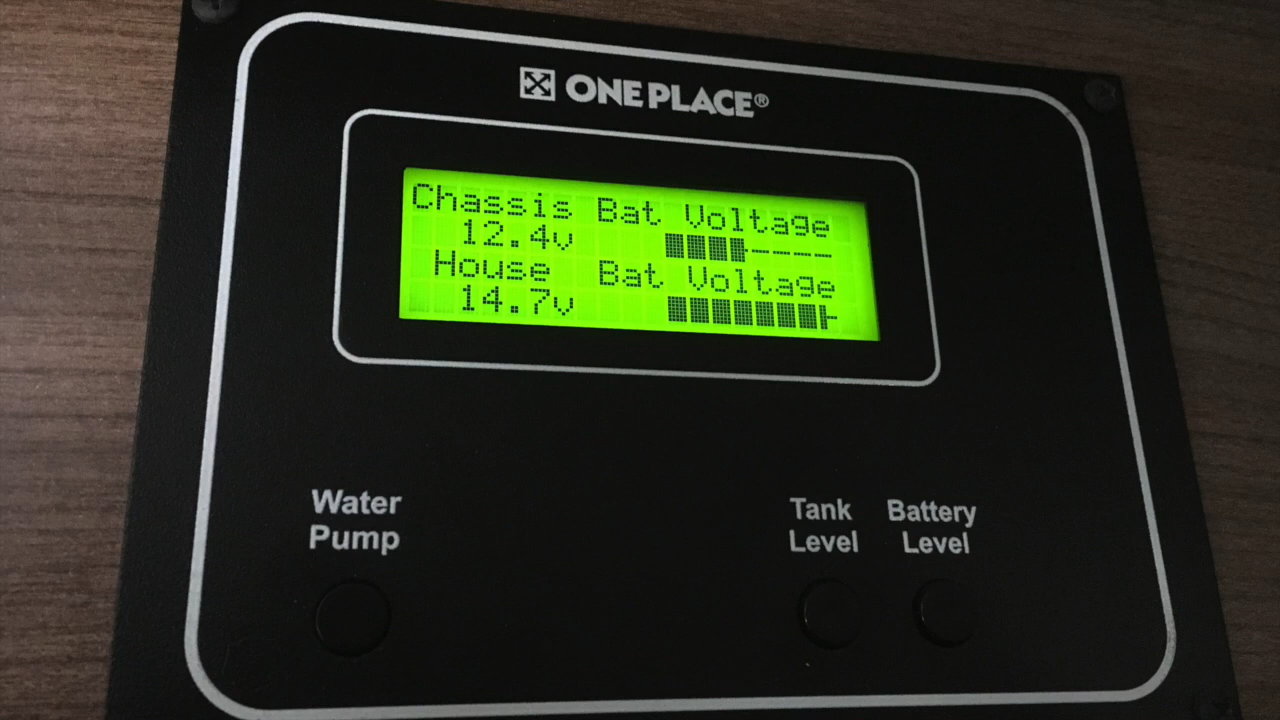 ONE PLACE®
Chassis Bat Voltage
12.4v
House Bat Voltage
14.7v
Water
Pump
Tank
Level
Battery
Level